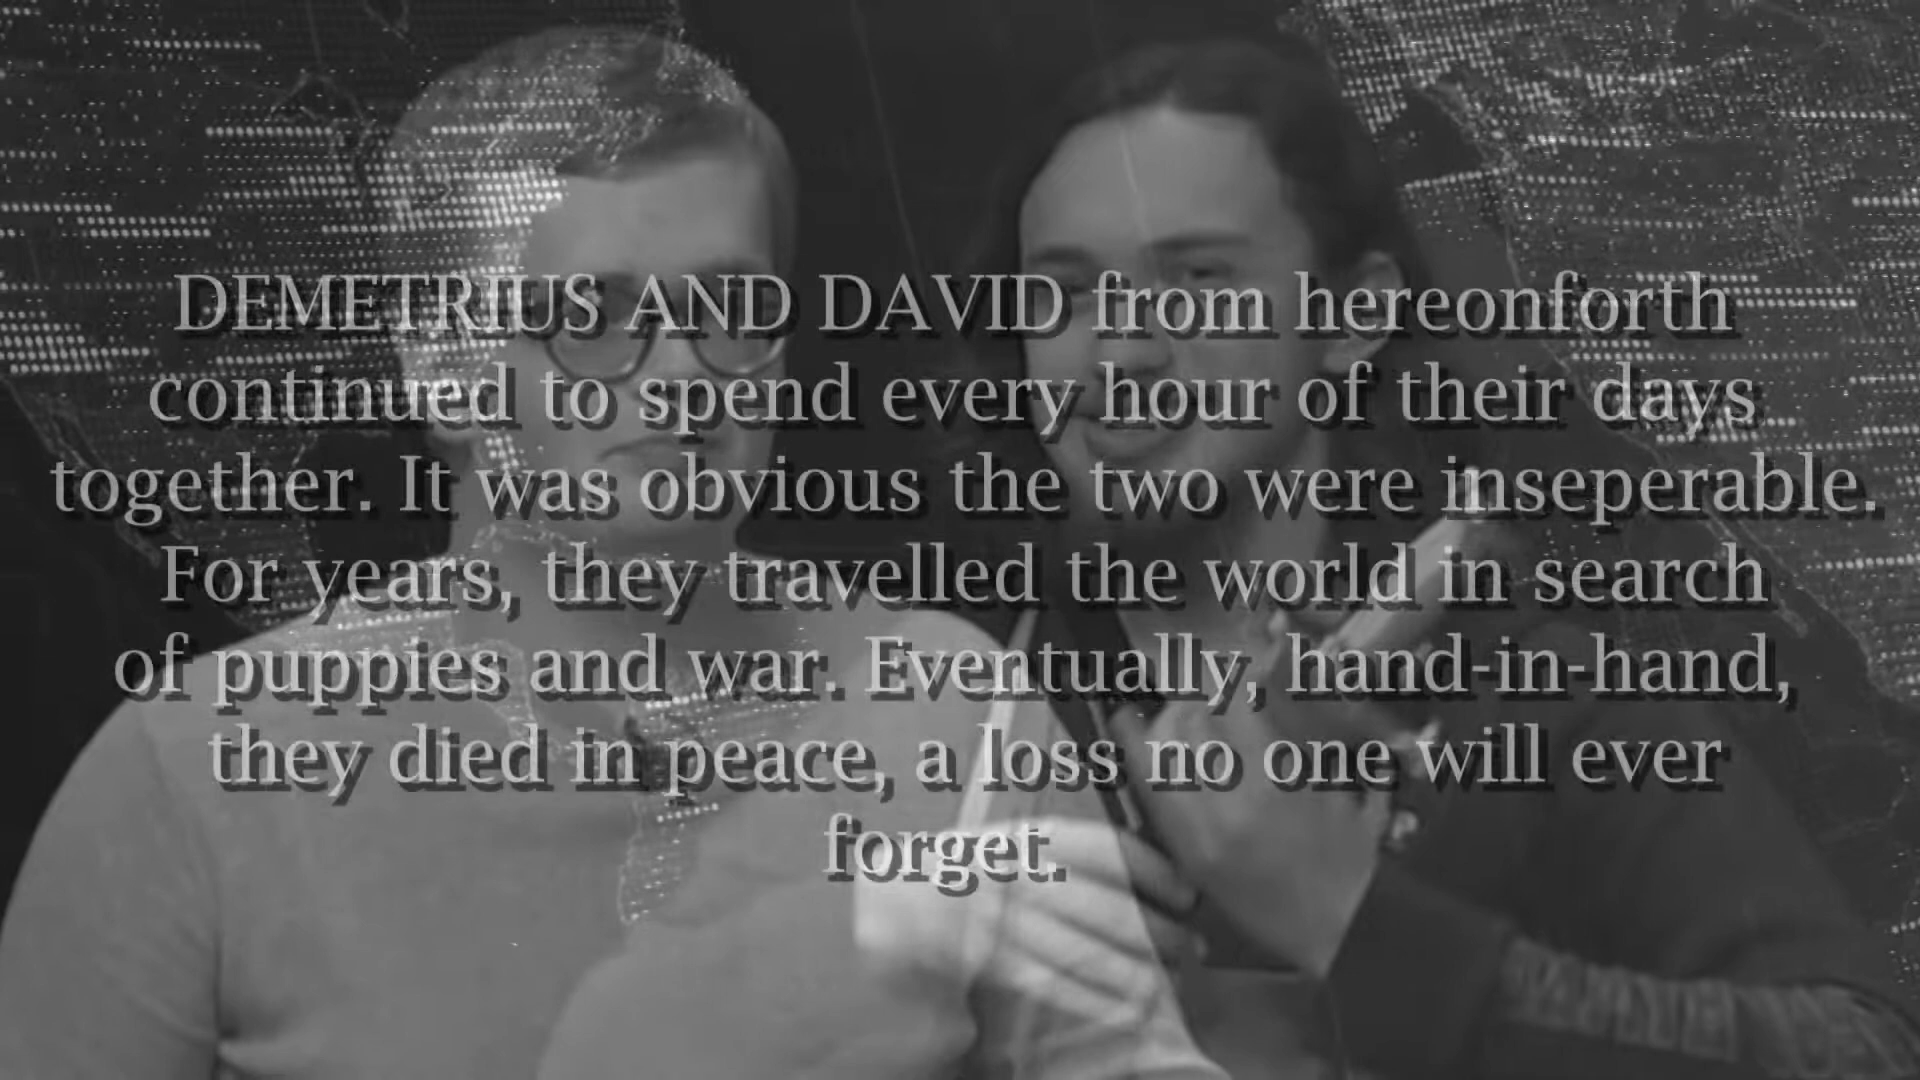 DEMETRIUS AND DAVID from hereonforth
continued to spend every hour of their days
together. It was obvious the two were inseperable.
For years, they travelled the world in search
of puppies and war. Eventually, hand-in-hand,
they died in peace, a loss no one will ever
forget.